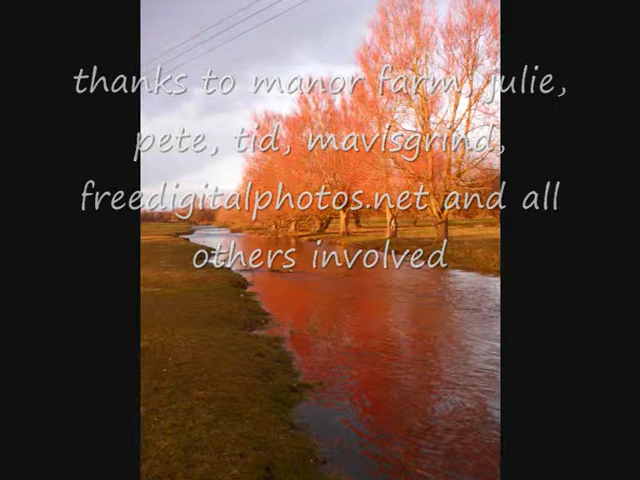 thanks to manor farm, julie,
pete, tid, mavisgrind,
freedigitalphotos.net and all
others involved